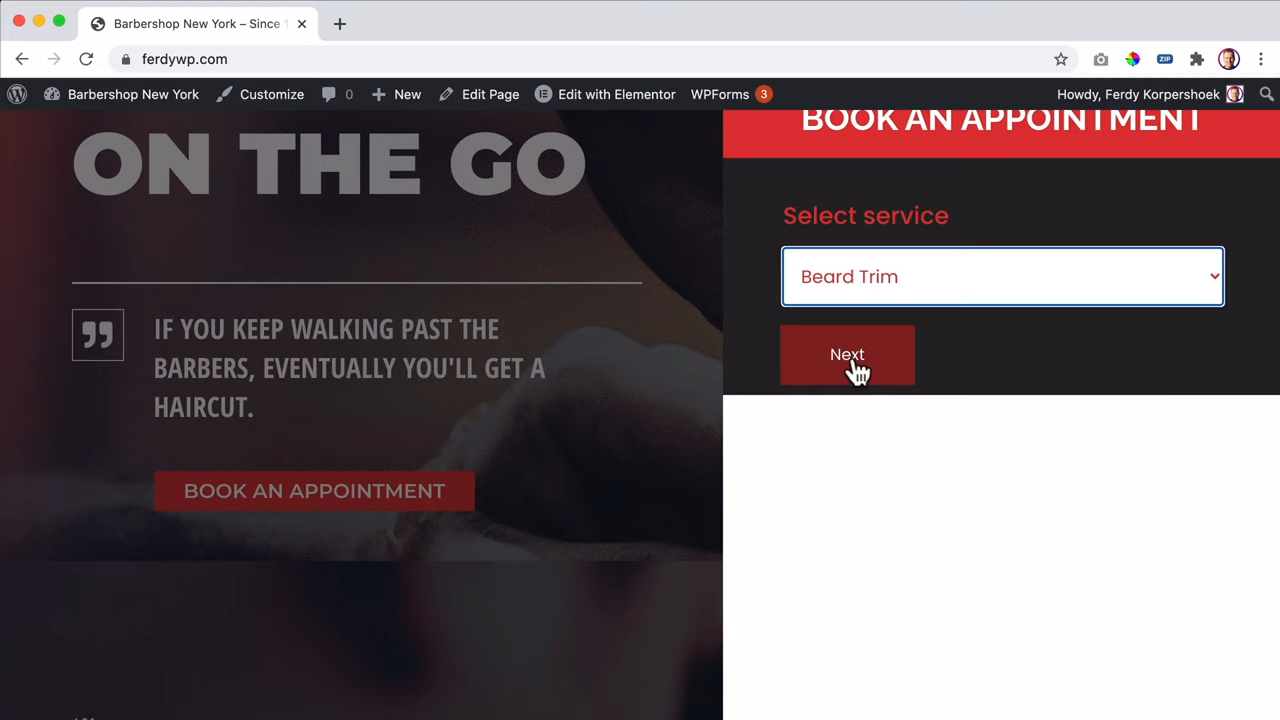 Barbershop New York – Since 1
ferdywp.com
ZIP
Barbershop New York
Customize
0
New
Edit Page
Edit with Elementor
WPForms 3
Howdy, Ferdy Korpershoek
ON THE GO
IF YOU KEEP WALKING PAST THE
BARBERS, EVENTUALLY YOU'LL GET A
HAIRCUT.
BOOK AN APPOINTMENT
BOOK AN APPOINTMENT
Select service
Beard Trim
Next